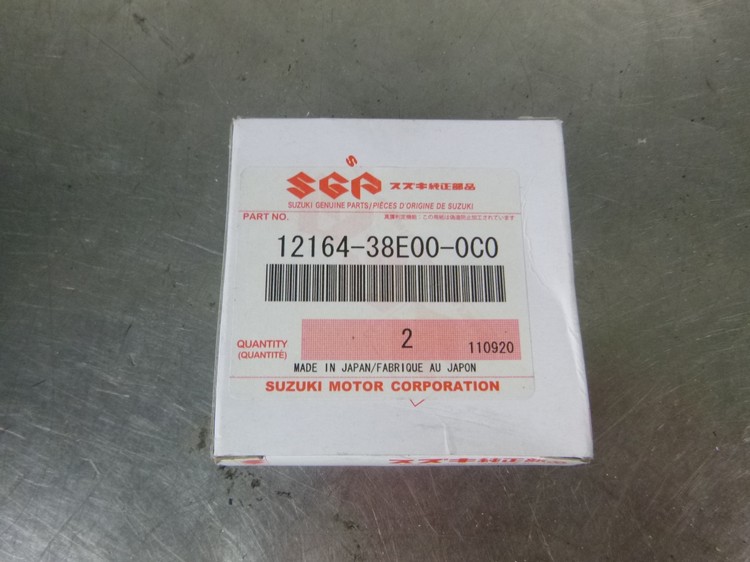 S
SGP スズキ純正部品
SUZUKI GENUINE PARTS/PIÈCES D'ORIGINE DE SUZUKI
PART NO.
12164-38E00-0C0
QUANTITY
(QUANTITÉ)
2
110920
MADE IN JAPAN/FABRIQUE AU JAPON
SUZUKI MOTOR CORPORATION
スズキ純正部品